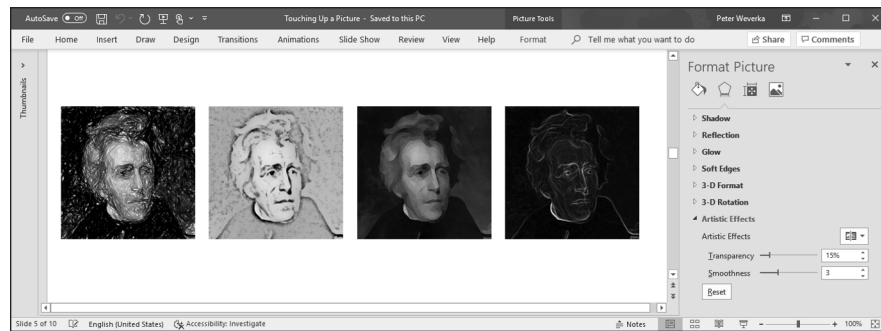 AutoSave Off Touching Up a Picture - Saved to this PC Picture Tools Peter Weverka
File Home Insert Draw Design Transitions Animations Slide Show Review View Help Format Tell me what you want to do Share Comments
Thumbnails
Format Picture
Shadow
Reflection
Glow
Soft Edges
3-D Format
3-D Rotation
Artistic Effects
Artistic Effects
Transparency 15%
Smoothness 3
Reset
Slide 5 of 10 English (United States) Accessibility: Investigate Notes 100%